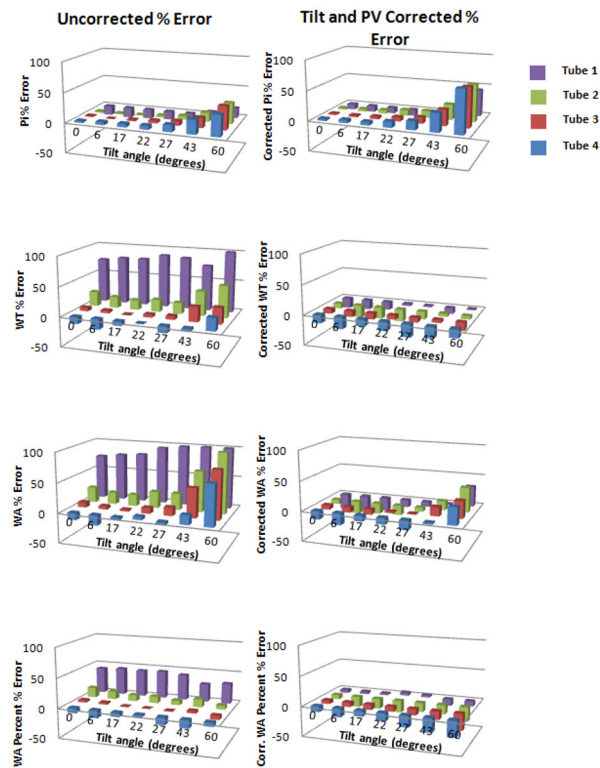 Uncorrected % Error
Tilt and PV Corrected %
Error
Tube 1
Tube 2
Tube 3
Tube 4
PI% Error
100
50
0
-50
0 6 17 22 27 43 60
Tilt angle (degrees)
Corrected Pi % Error
100
50
0
-50
0 6 17 22 27 43 60
Tilt angle (degrees)
WT % Error
100
50
0
-50
0 6 17 22 27 43 60
Tilt angle (degrees)
Corrected WT % Error
100
50
0
-50
0 6 17 22 27 43 60
Tilt angle (degrees)
WA % Error
100
50
0
-50
0 6 17 22 27 43 60
Tilt angle (degrees)
Corrected WA % Error
100
50
0
-50
0 6 17 22 27 43 60
Tilt angle (degrees)
WA Percent % Error
100
50
0
-50
0 6 17 22 27 43 60
Tilt angle (degrees)
Corr. WA Percent % Error
100
50
0
-50
0 6 17 22 27 43 60
Tilt angle (degrees)